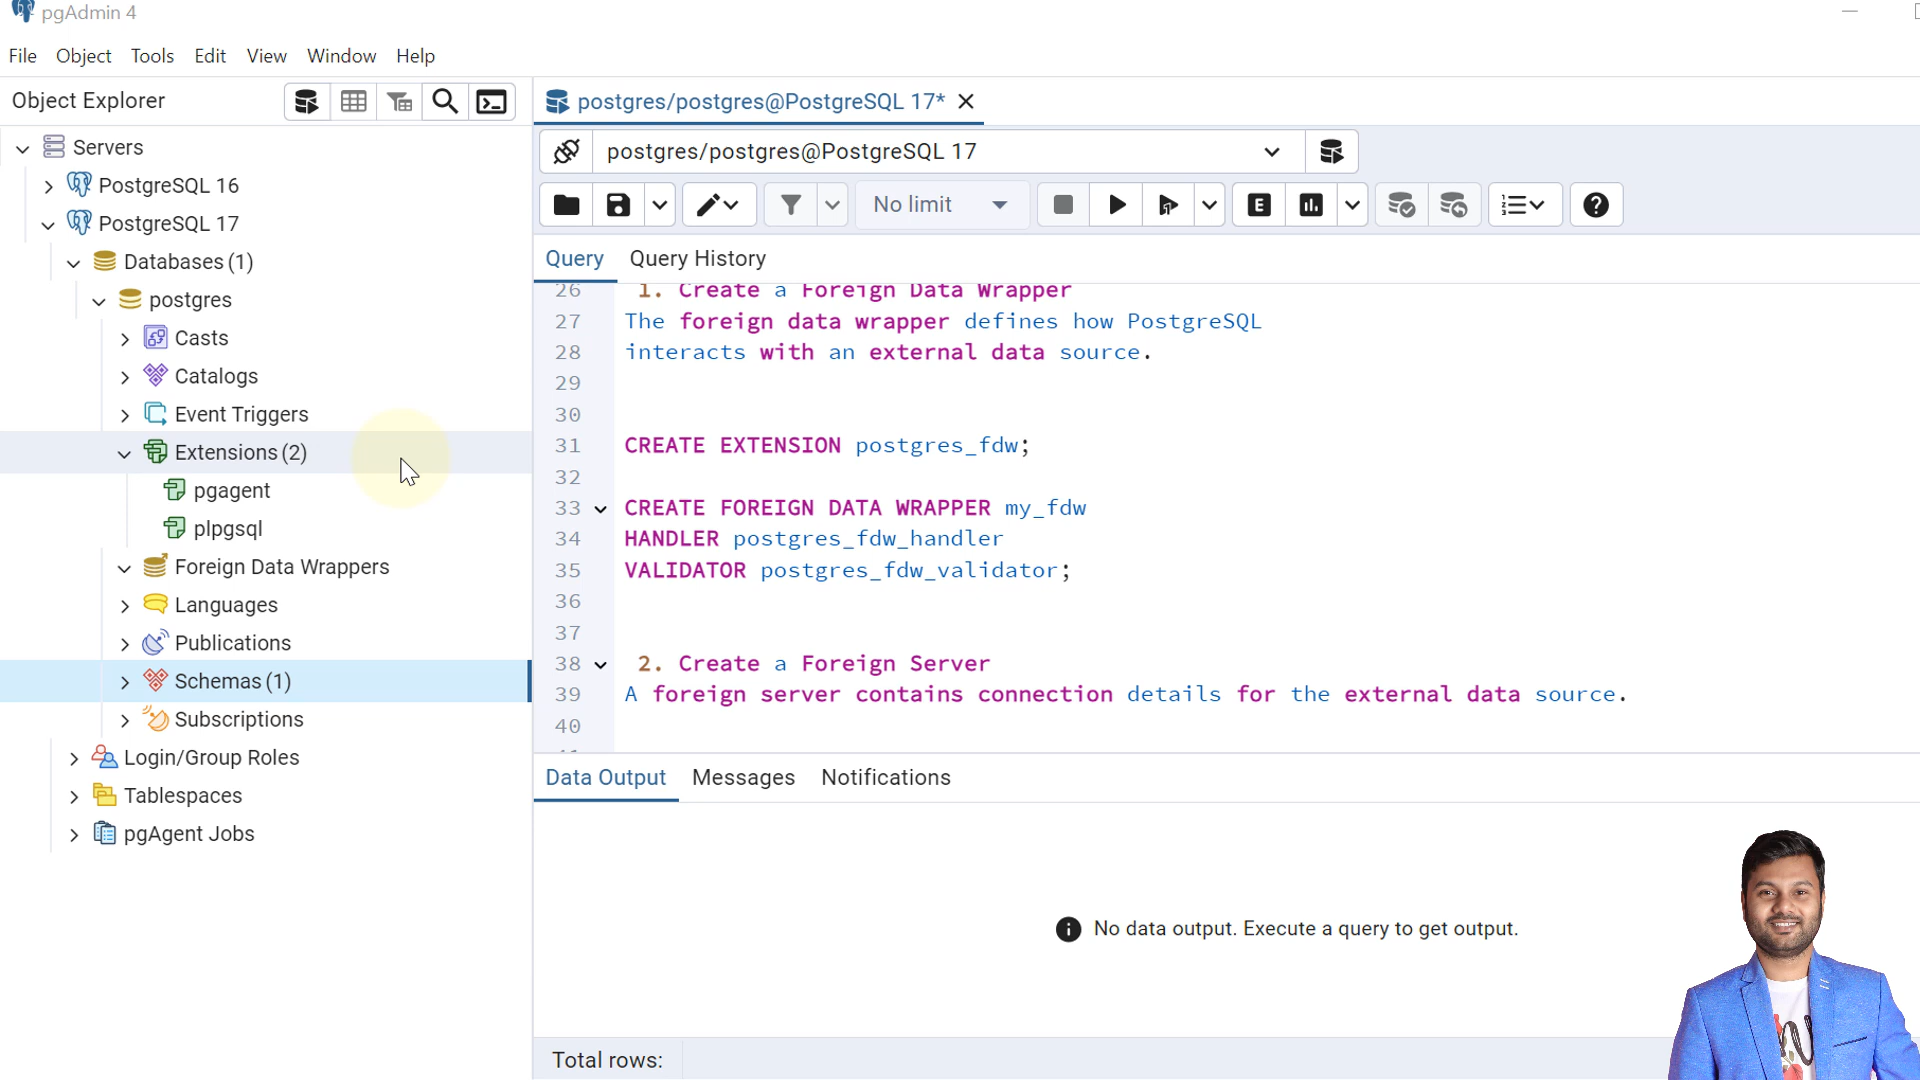 pgAdmin 4
File Object Tools Edit View Window Help
Object Explorer
Servers
PostgreSQL 16
PostgreSQL 17
Databases (1)
postgres
Casts
Catalogs
Event Triggers
Extensions (2)
pgagent
plpgsql
Foreign Data Wrappers
Languages
Publications
Schemas (1)
Subscriptions
Login/Group Roles
Tablespaces
pgAgent Jobs
postgres/postgres@PostgreSQL 17*
postgres/postgres@PostgreSQL 17
No limit
E
Query Query History
26 1. Create a Foreign Data Wrapper
27 The foreign data wrapper defines how PostgreSQL
28 interacts with an external data source.
29
30
31 CREATE EXTENSION postgres_fdw;
32
33 CREATE FOREIGN DATA WRAPPER my_fdw
34 HANDLER postgres_fdw_handler
35 VALIDATOR postgres_fdw_validator;
36
37
38 2. Create a Foreign Server
39 A foreign server contains connection details for the external data source.
40
Data Output Messages Notifications
No data output. Execute a query to get output.
Total rows: